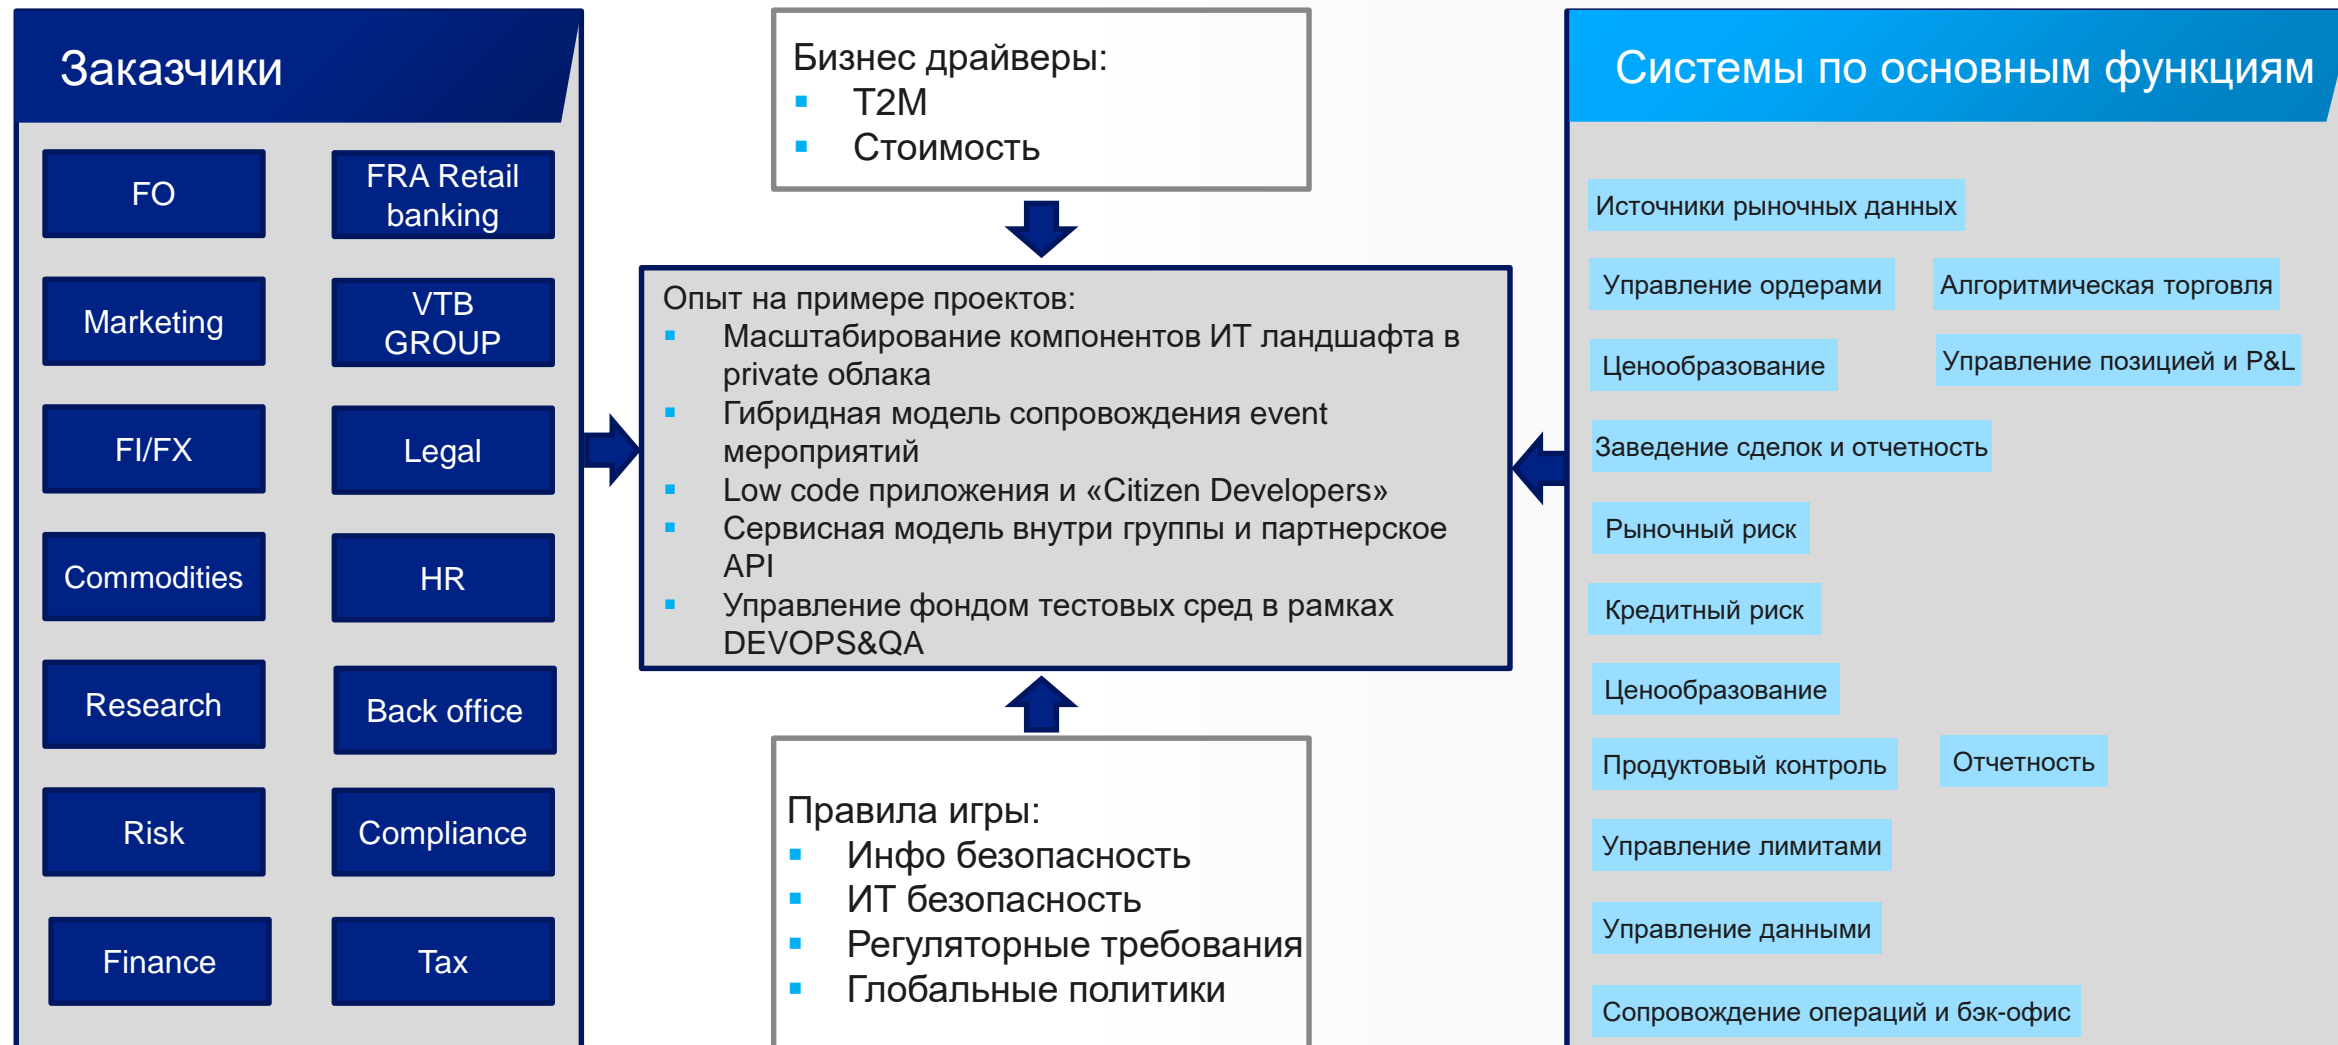 Заказчики
FO
FRA Retail
banking
Marketing
VTB
GROUP
FI/FX
Legal
Commodities
HR
Research
Back office
Risk
Compliance
Finance
Tax
Бизнес драйверы:
▪ T2M
▪ Стоимость
Опыт на примере проектов:
▪ Масштабирование компонентов ИТ ландшафта в
private облака
▪ Гибридная модель сопровождения event
мероприятий
▪ Low code приложения и «Citizen Developers»
▪ Сервисная модель внутри группы и партнерское
API
▪ Управление фондом тестовых сред в рамках
DEVOPS&QA
Правила игры:
▪ Инфо безопасность
▪ ИТ безопасность
▪ Регуляторные требования
▪ Глобальные политики
Системы по основным функциям
Источники рыночных данных
Управление ордерами
Алгоритмическая торговля
Ценообразование
Управление позицией и P&L
Заведение сделок и отчетность
Рыночный риск
Кредитный риск
Ценообразование
Продуктовый контроль
Отчетность
Управление лимитами
Управление данными
Сопровождение операций и бэк-офис